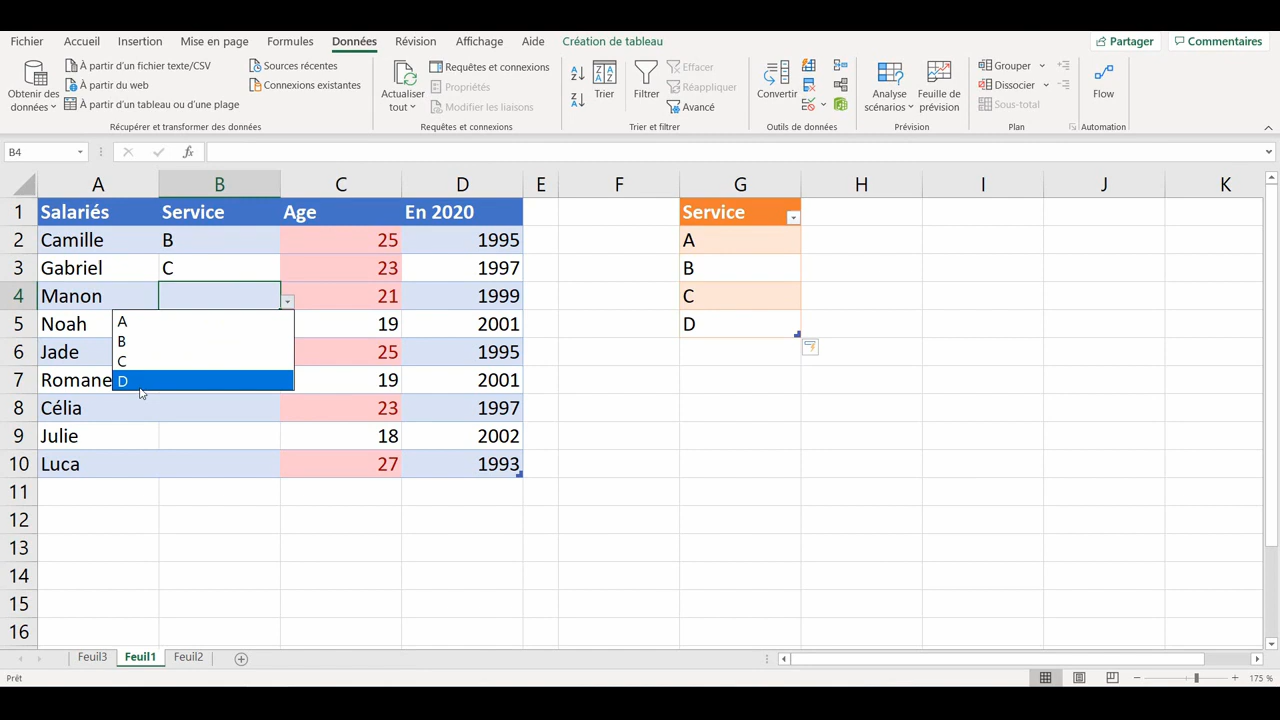 Fichier Accueil Insertion Mise en page Formules Données Révision Affichage Aide Création de tableau Partager Commentaires
Obtenir des données
À partir d'un fichier texte/CSV
À partir du web
À partir d'un tableau ou d'une plage
Sources récentes
Connexions existantes
Récupérer et transformer des données
Actualiser tout
Requêtes et connexions
Propriétés
Modifier les liaisons
Requêtes et connexions
Trier
Filtrer
Effacer
Réappliquer
Avancé
Trier et filtrer
Convertir
Outils de données
Analyse scénarios
Feuille de prévision
Prévision
Grouper
Dissocier
Sous-total
Plan
Flow
Automation
B4 fx
A B C D E F G H I J K
1 Salariés Service Age En 2020 Service
2 Camille B 25 1995 A
3 Gabriel C 23 1997 B
4 Manon 21 1999 C
5 Noah 19 2001 D
6 Jade 25 1995
7 Romane 19 2001
8 Célia 23 1997
9 Julie 18 2002
10 Luca 27 1993
A
B
C
D
11
12
13
14
15
16
Feuil3 Feuil1 Feuil2
Prêt 175 %